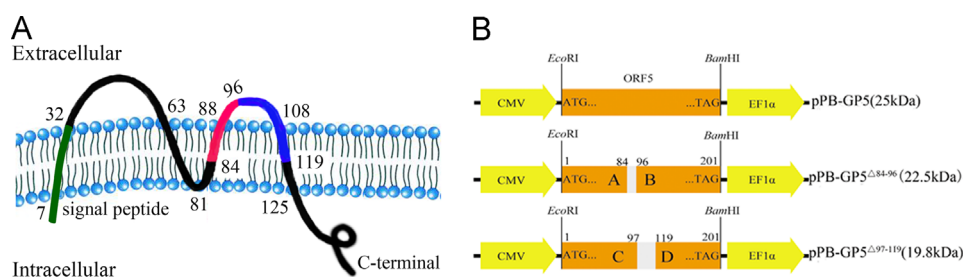 A
Extracellular
32
63
88
96
108
119
84
81
125
7
signal peptide
C-terminal
Intracellular
B
EcoRI
BamHI
ORF5
CMV
ATG...
...TAG
EF1α
pPB-GP5(25kDa)
EcoRI
BamHI
1
84
96
201
CMV
ATG...
A
B
...TAG
EF1α
pPB-GP5△84-96(22.5kDa)
EcoRI
BamHI
1
97
119
201
CMV
ATG...
C
D
...TAG
EF1α
pPB-GP5△97-119(19.8kDa)